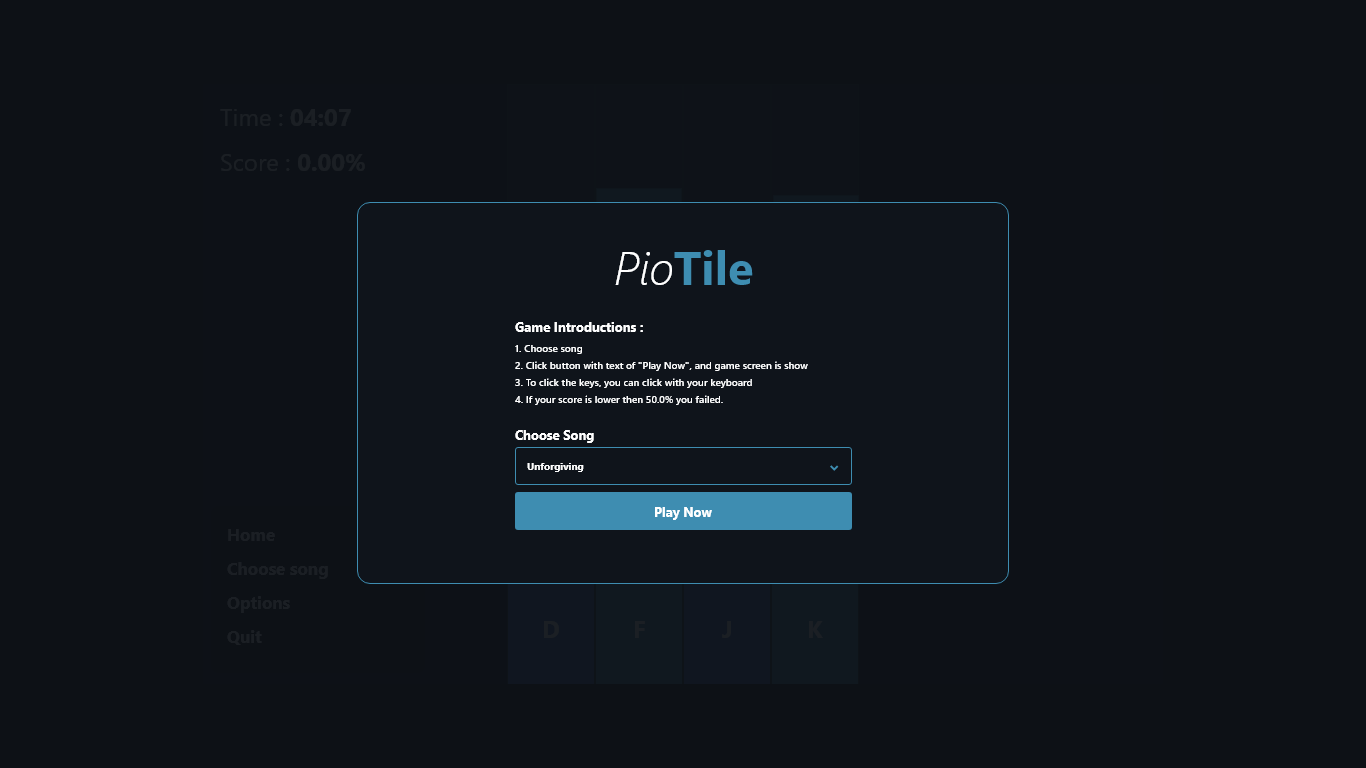 Time : 04:07
Score : 0.00%
PioTile
Game Introductions :
1. Choose song
2. Click button with text of "Play Now", and game screen is show
3. To click the keys, you can click with your keyboard
4. If your score is lower then 50.0% you failed.
Choose Song
Unforgiving
Play Now
Home
Choose song
Options
Quit
D F J K